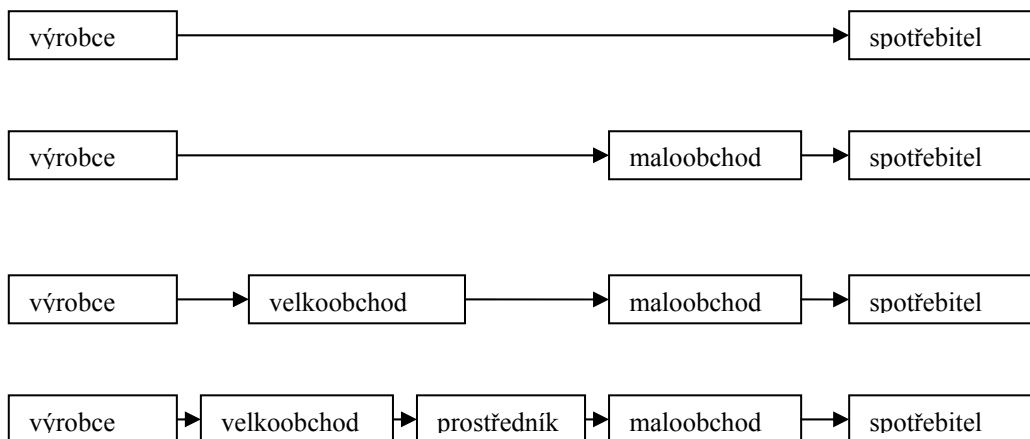 výrobce spotřebitel
výrobce maloobchod spotřebitel
výrobce velkoobchod maloobchod spotřebitel
výrobce velkoobchod prostředník maloobchod spotřebitel